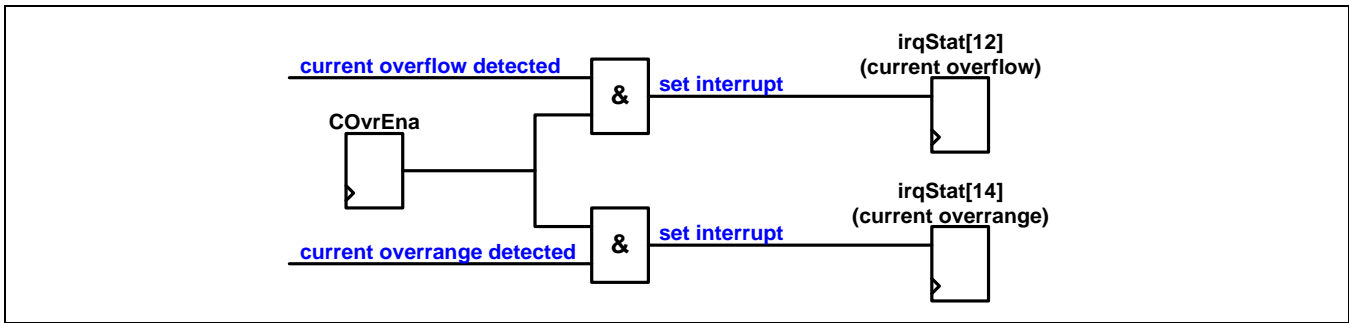 irqStat[12]
(current overflow)
current overflow detected
&
set interrupt
COvrEna
irqStat[14]
(current overrange)
current overrange detected
&
set interrupt